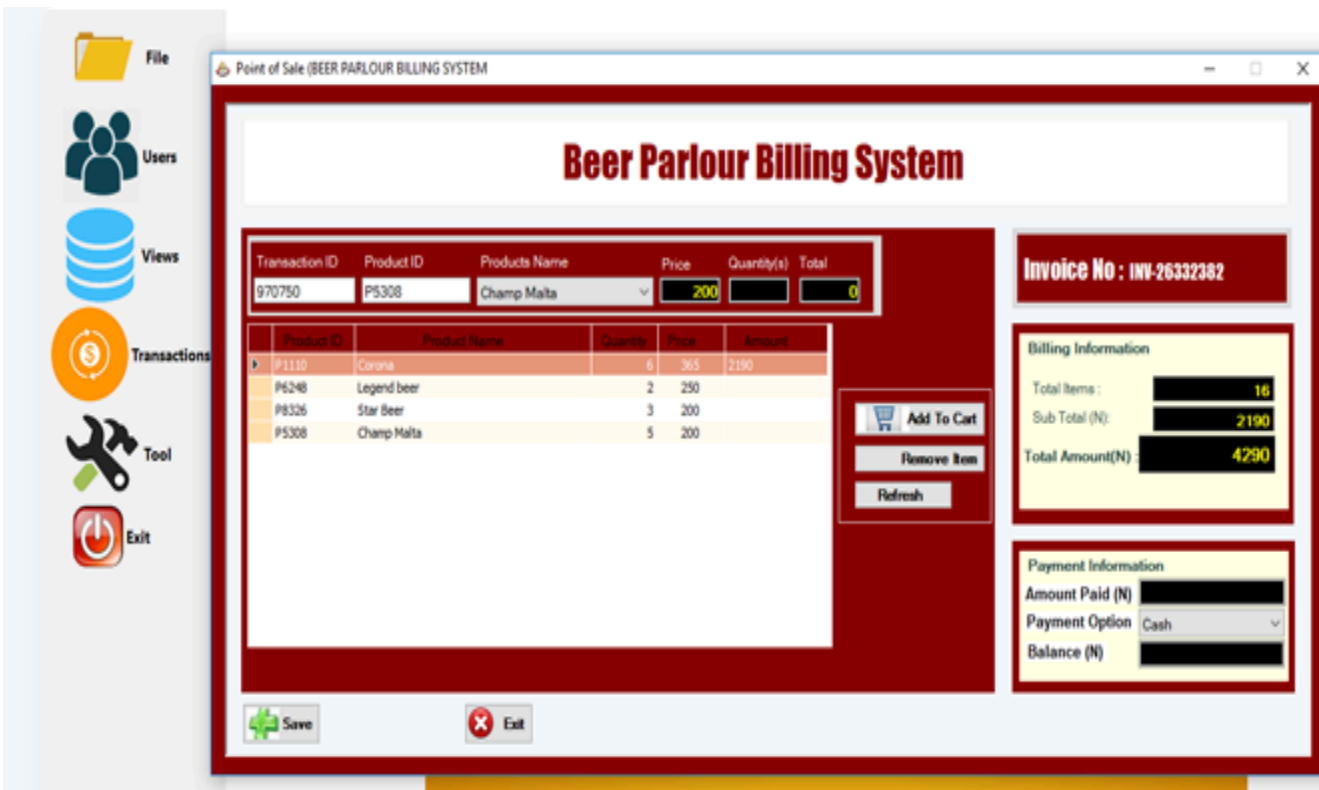 File
Users
Views
Transactions
Tool
Exit
Point of Sale (BEER PARLOUR BILLING SYSTEM
Beer Parlour Billing System
Transaction ID Product ID Products Name Price Quantity(s) Total
970750 P5308 Champ Malta 200 0
Product ID Product Name Quantity Price Amount
P1110 Corona 6 365 2190
P6248 Legend beer 2 250
P8326 Star Beer 3 200
P5308 Champ Malta 5 200
Add To Cart
Remove Item
Refresh
Invoice No : INV-26332382
Billing Information
Total Items : 16
Sub Total (N): 2190
Total Amount(N) : 4290
Payment Information
Amount Paid (N)
Payment Option Cash
Balance (N)
Save
Exit